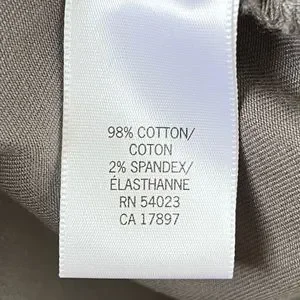 98% COTTON/
COTON
2% SPANDEX/
ÉLASTHANNE
RN 54023
CA 17897